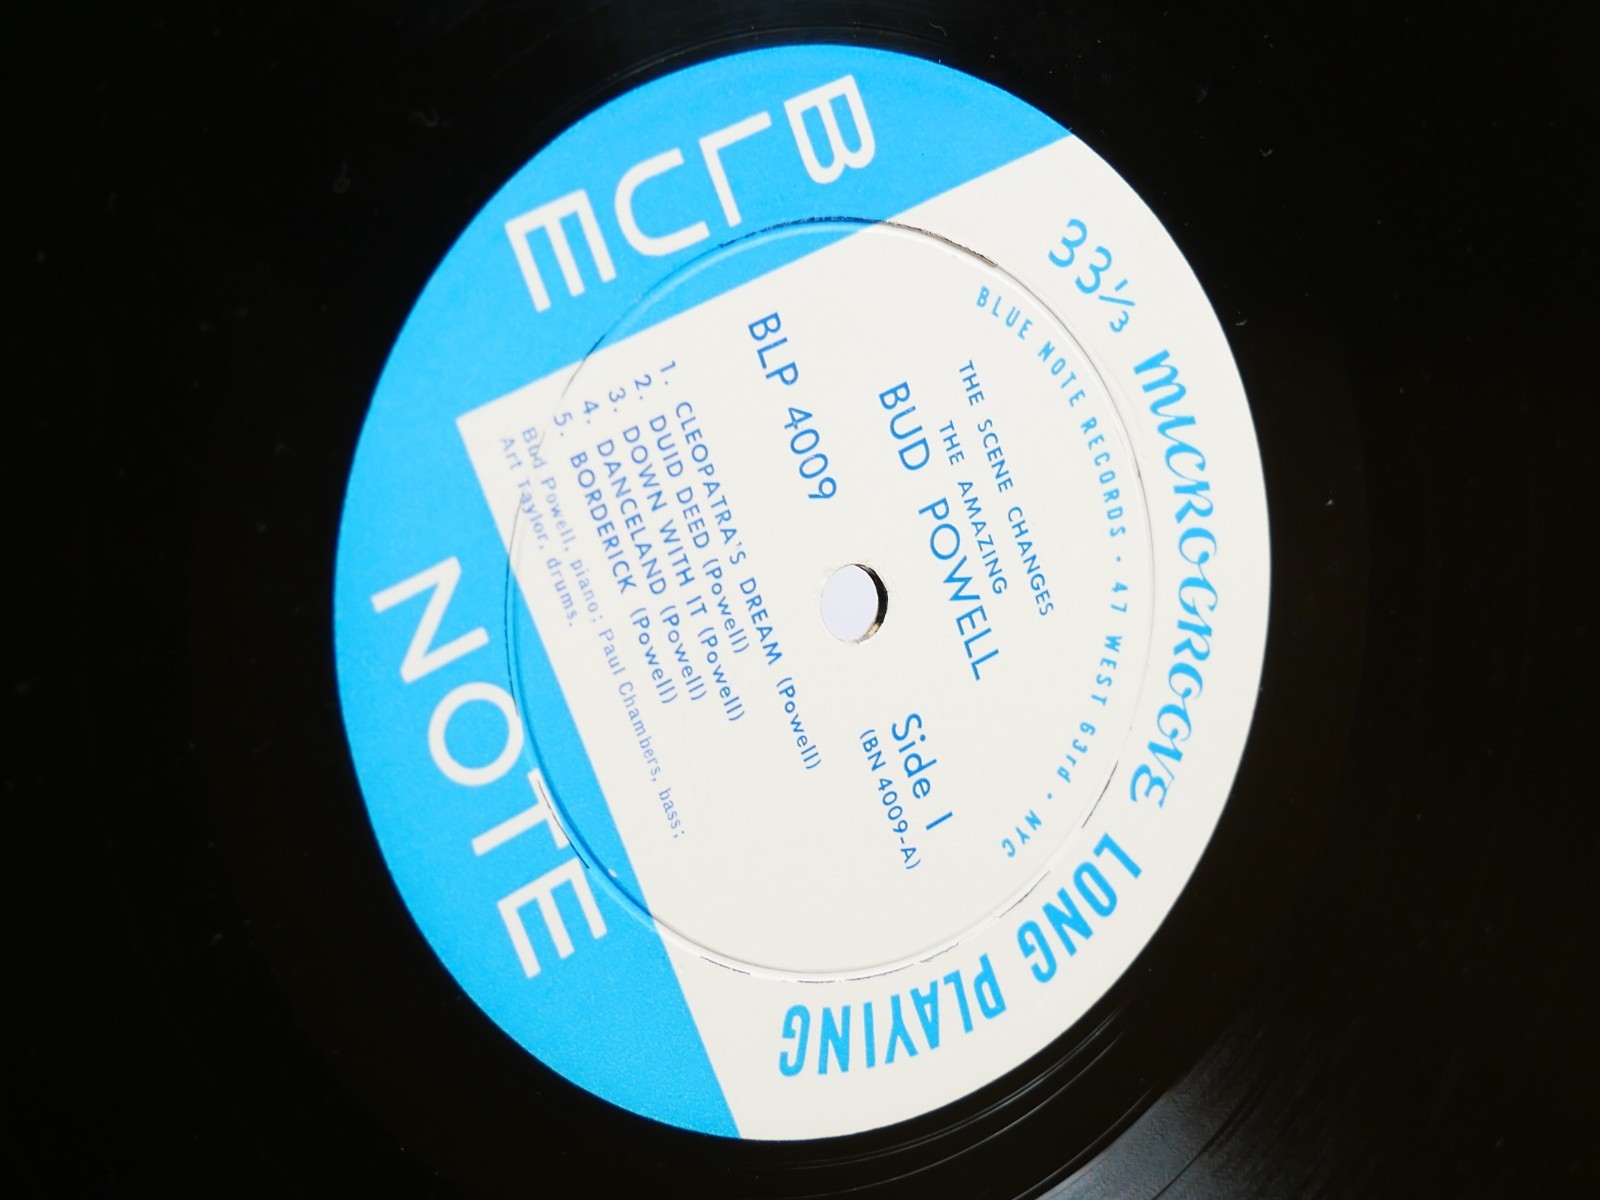 33⅓ microgroove LONG PLAYING
BLUE NOTE RECORDS · 47 WEST 63rd · NYC
THE SCENE CHANGES
THE AMAZING
BUD POWELL
BLP 4009
Side 1
(BN 4009-A)
1. CLEOPATRA'S DREAM (Powell)
2. DUID DEED (Powell)
3. DOWN WITH IT (Powell)
4. DANCELAND (Powell)
5. BORDERICK (Powell)
Bud Powell, piano; Paul Chambers, bass;
Art Taylor, drums.
BLUE NOTE